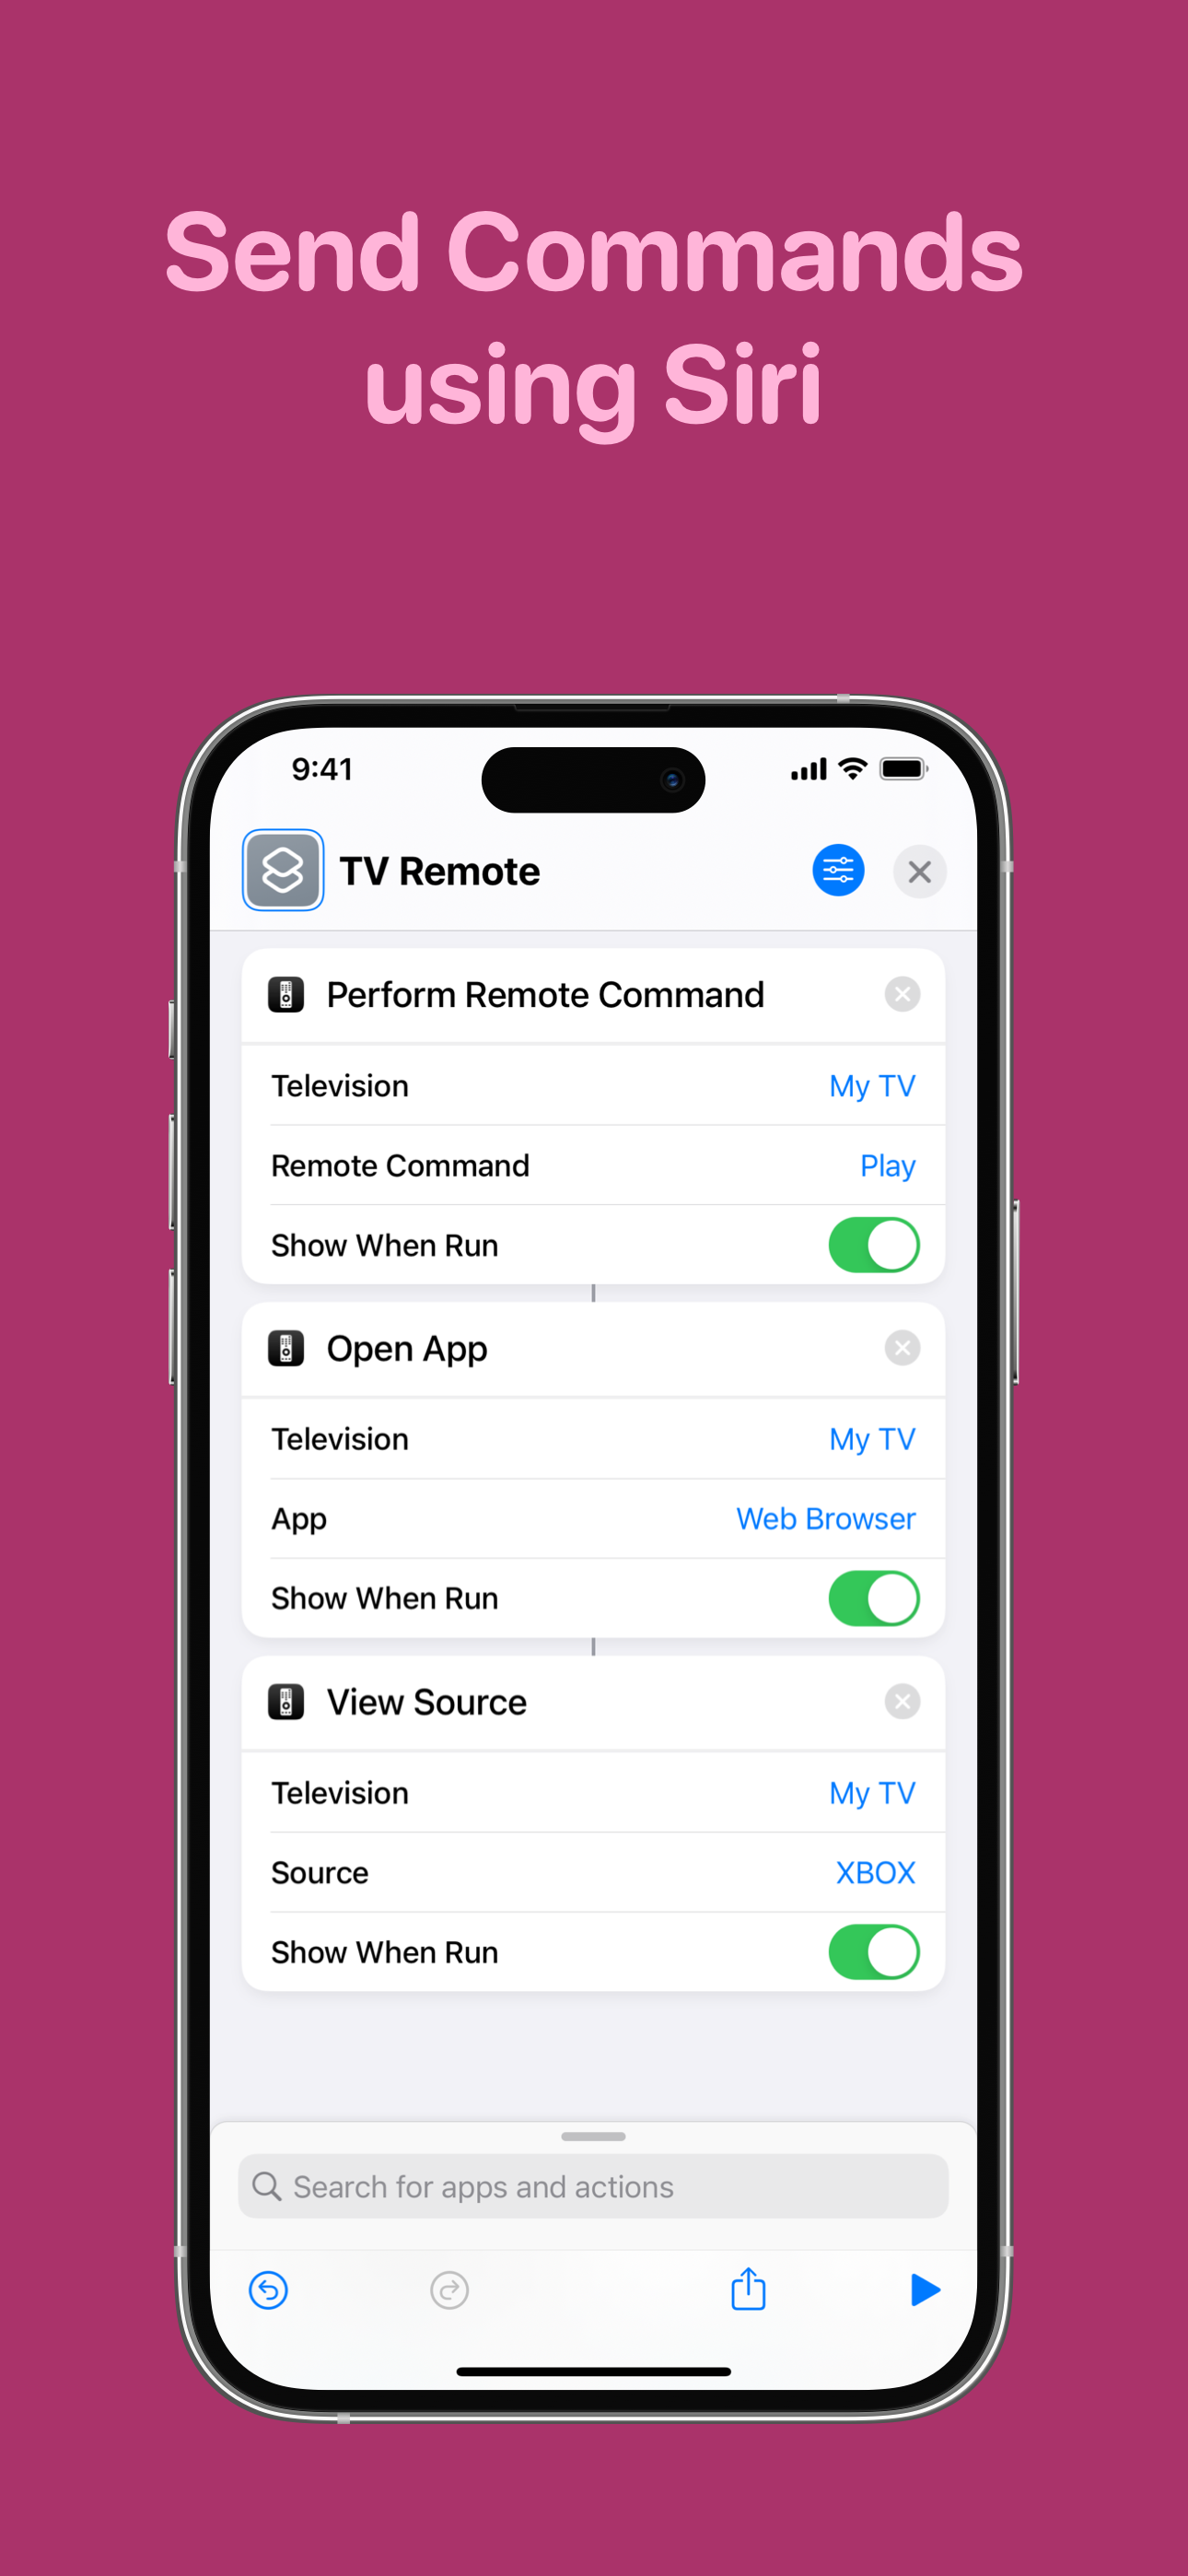 Send Commands
using Siri
9:41
TV Remote
Perform Remote Command
Television My TV
Remote Command Play
Show When Run
Open App
Television My TV
App Web Browser
Show When Run
View Source
Television My TV
Source XBOX
Show When Run
Search for apps and actions